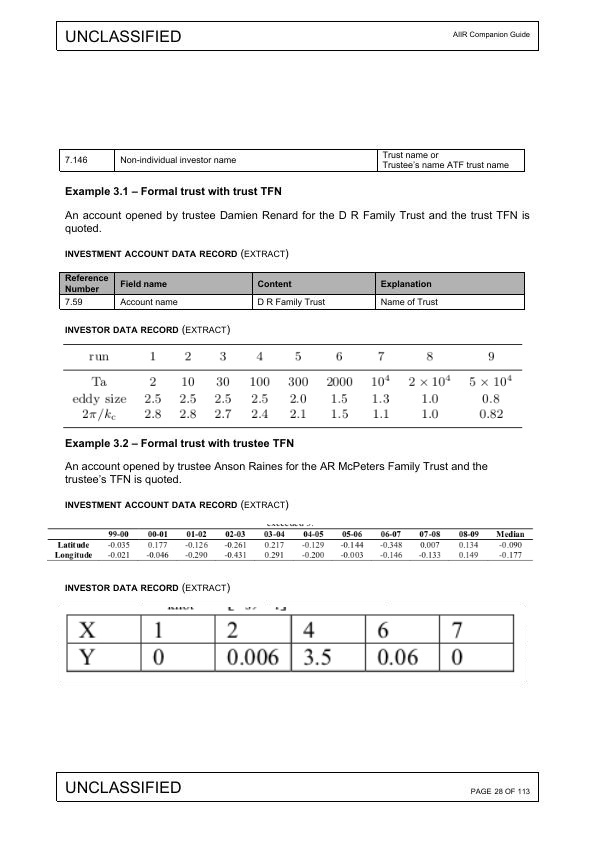 UNCLASSIFIED
AIIR Companion Guide
7.146 Non-individual investor name Trust name or
Trustee's name ATF trust name
Example 3.1 – Formal trust with trust TFN
An account opened by trustee Damien Renard for the D R Family Trust and the trust TFN is
quoted.
INVESTMENT ACCOUNT DATA RECORD (EXTRACT)
Reference Number Field name Content Explanation
7.59 Account name D R Family Trust Name of Trust
INVESTOR DATA RECORD (EXTRACT)
run 1 2 3 4 5 6 7 8 9
Ta 2 10 30 100 300 2000 10⁴ 2 × 10⁴ 5 × 10⁴
eddy size 2.5 2.5 2.5 2.5 2.0 1.5 1.3 1.0 0.8
2π/k_c 2.8 2.8 2.7 2.4 2.1 1.5 1.1 1.0 0.82
Example 3.2 – Formal trust with trustee TFN
An account opened by trustee Anson Raines for the AR McPeters Family Trust and the
trustee's TFN is quoted.
INVESTMENT ACCOUNT DATA RECORD (EXTRACT)
99-00 00-01 01-02 02-03 03-04 04-05 05-06 06-07 07-08 08-09 Median
Latitude -0.035 0.177 -0.126 -0.261 0.217 -0.129 -0.144 -0.348 0.007 0.134 -0.090
Longitude -0.021 -0.046 -0.290 -0.431 0.291 -0.200 -0.003 -0.146 -0.133 0.149 -0.177
INVESTOR DATA RECORD (EXTRACT)
X 1 2 4 6 7
Y 0 0.006 3.5 0.06 0
UNCLASSIFIED
PAGE 28 OF 113